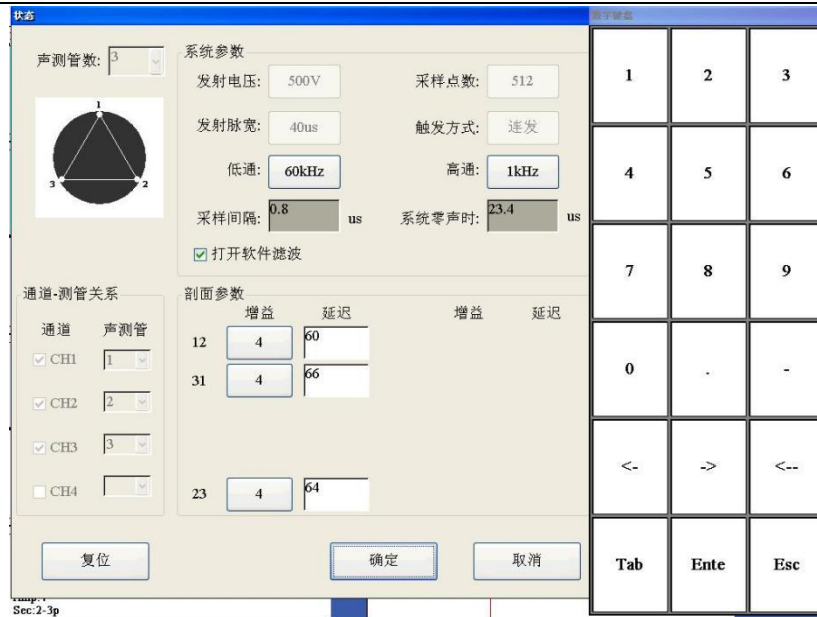 状态
数字键盘
声测管数: 3
1
3 2
系统参数
发射电压: 500V 采样点数: 512
发射脉宽: 40us 触发方式: 连发
低通: 60kHz 高通: 1kHz
采样间隔: 0.8 us 系统零声时: 23.4 us
打开软件滤波
通道-测管关系
通道 声测管
CH1 1
CH2 2
CH3 3
CH4
剖面参数
增益 延迟 增益 延迟
12 4 60
31 4 66
23 4 64
复位 确定 取消
1 2 3
4 5 6
7 8 9
0 . -
<- -> <--
Tab Ente Esc
Sec:2-3p